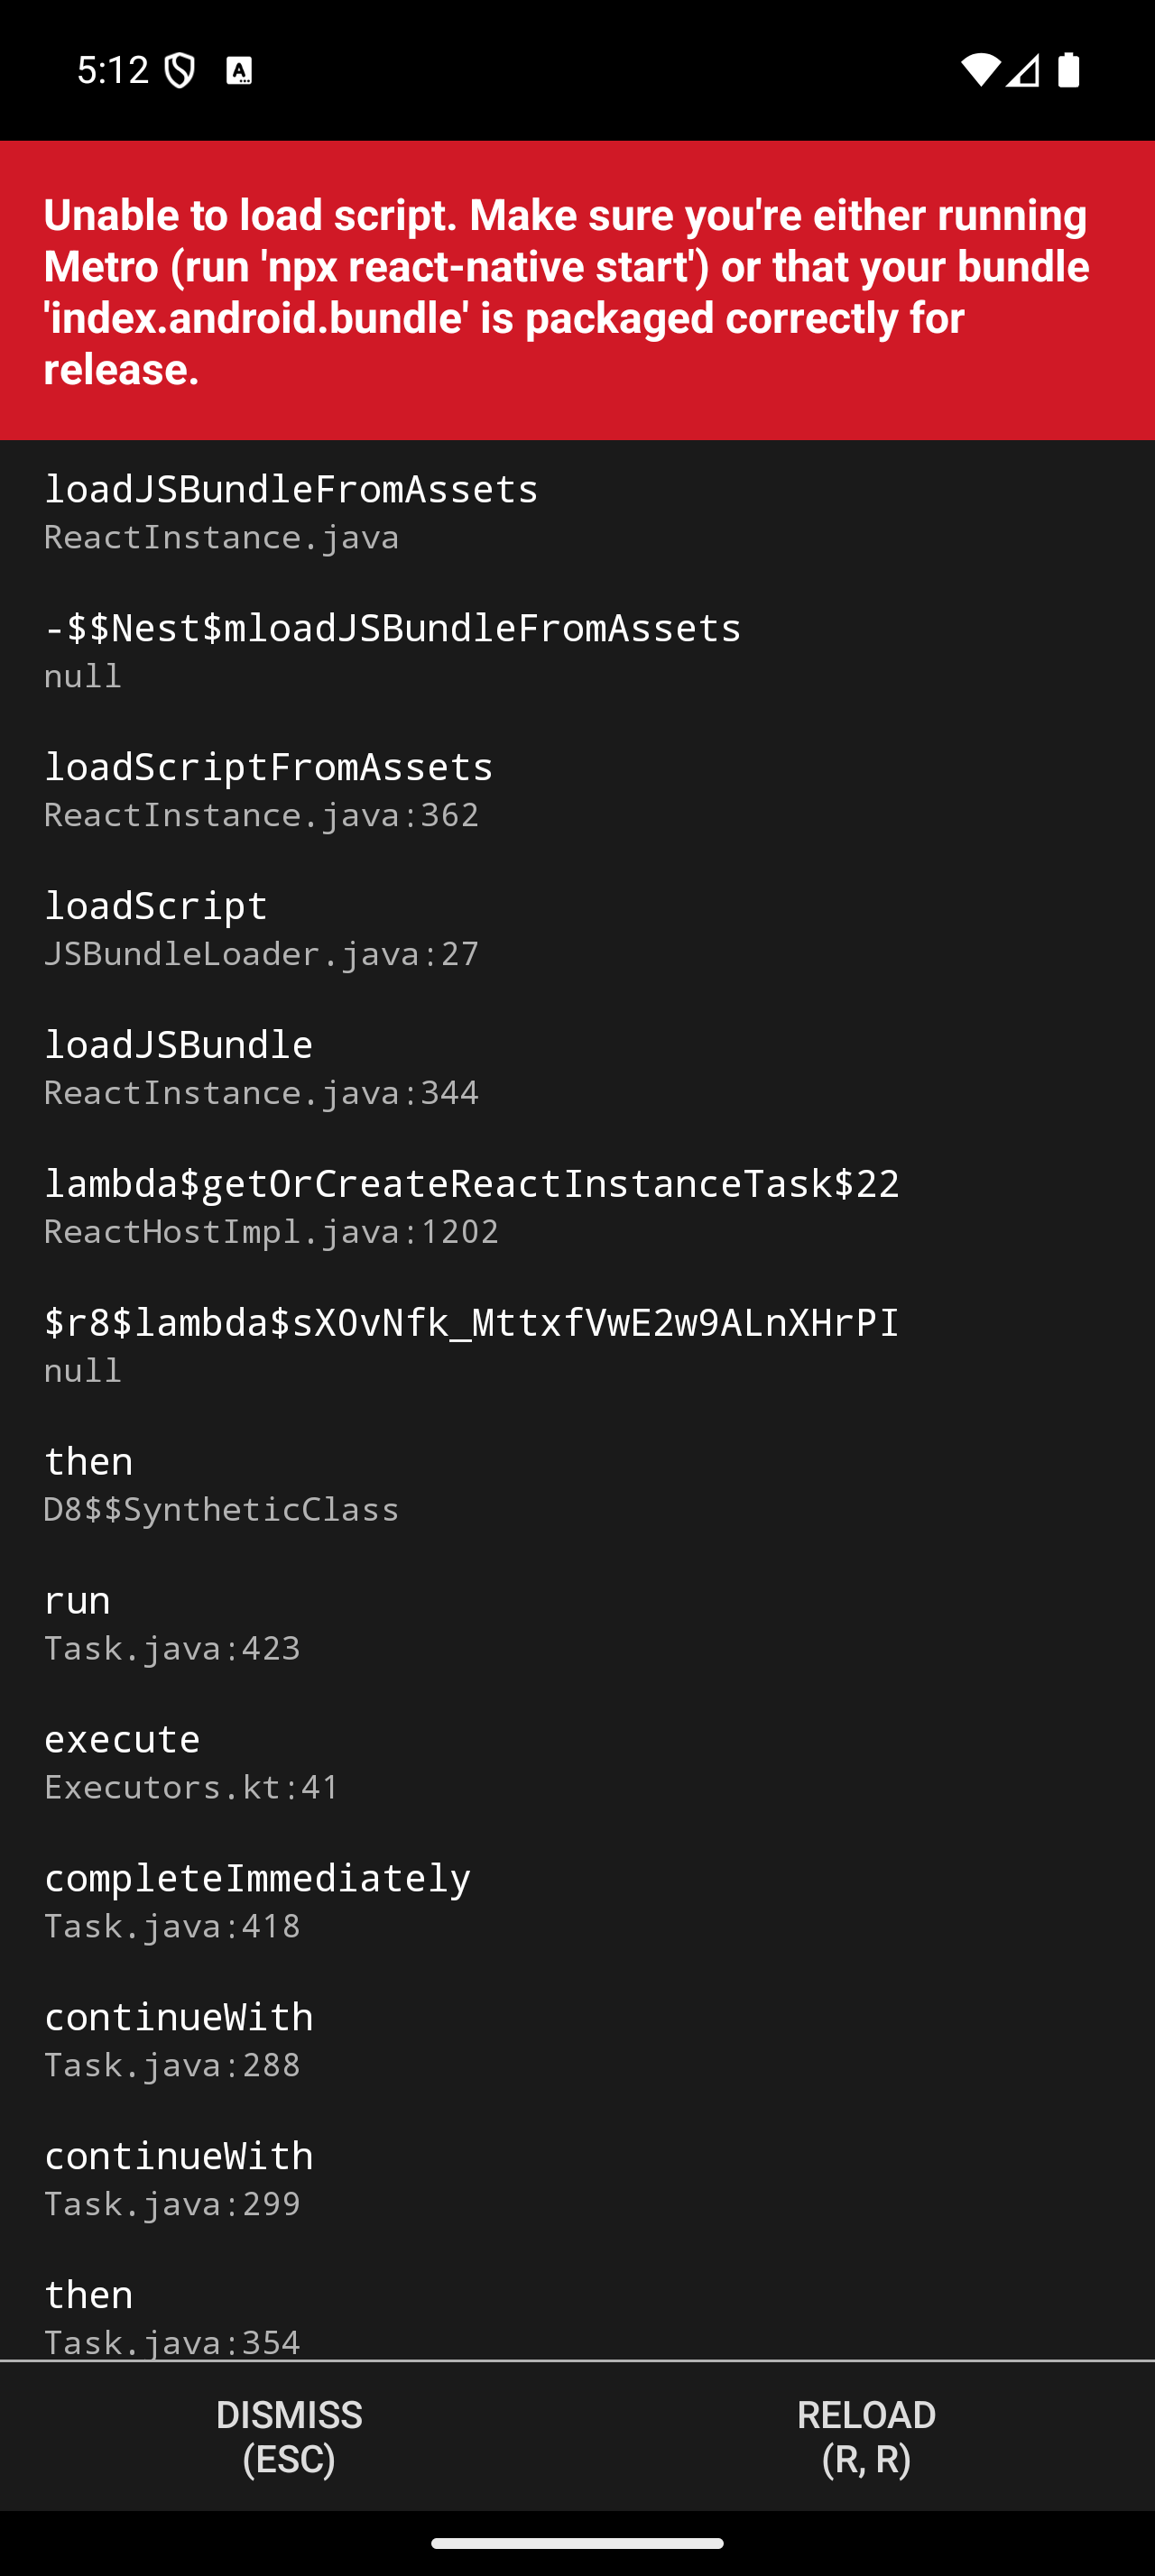 5:12
Unable to load script. Make sure you're either running
Metro (run 'npx react-native start') or that your bundle
'index.android.bundle' is packaged correctly for
release.
loadJSBundleFromAssets
ReactInstance.java
-$$Nest$mloadJSBundleFromAssets
null
loadScriptFromAssets
ReactInstance.java:362
loadScript
JSBundleLoader.java:27
loadJSBundle
ReactInstance.java:344
lambda$getOrCreateReactInstanceTask$22
ReactHostImpl.java:1202
$r8$lambda$sX0vNfk_MttxfVwE2w9ALnXHrPI
null
then
D8$$SyntheticClass
run
Task.java:423
execute
Executors.kt:41
completeImmediately
Task.java:418
continueWith
Task.java:288
continueWith
Task.java:299
then
Task.java:354
DISMISS
(ESC)
RELOAD
(R, R)